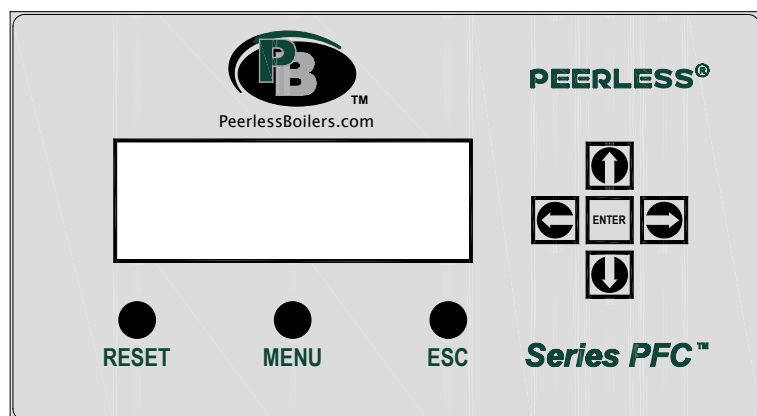 PB
TM
PeerlessBoilers.com
PEERLESS®
ENTER
RESET
MENU
ESC
Series PFC™